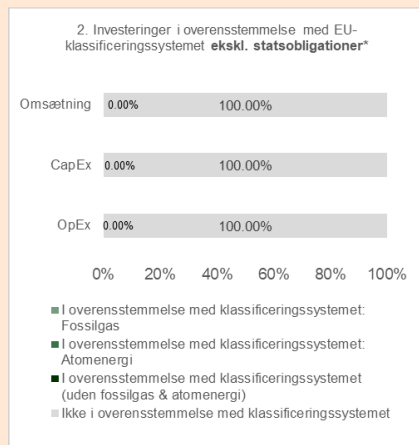 2. Investeringer i overensstemmelse med EU-
klassificeringssystemet ekskl. statsobligationer*
Omsætning 0.00% 100.00%
CapEx 0.00% 100.00%
OpEx 0.00% 100.00%
0% 20% 40% 60% 80% 100%
I overensstemmelse med klassificeringssystemet:
Fossilgas
I overensstemmelse med klassificeringssystemet:
Atomenergi
I overensstemmelse med klassificeringssystemet
(uden fossilgas & atomenergi)
Ikke i overensstemmelse med klassificeringssystemet